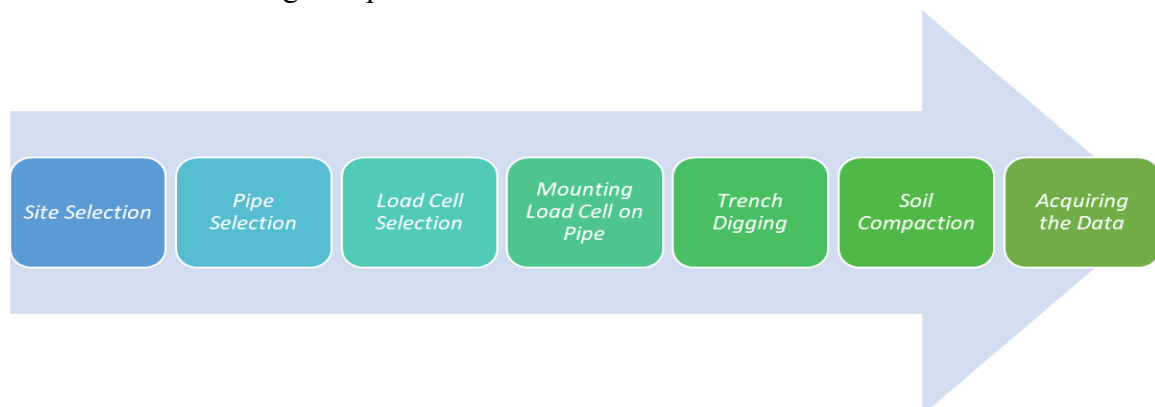 Site Selection
Pipe
Selection
Load Cell
Selection
Mounting
Load Cell on
Pipe
Trench
Digging
Soil
Compaction
Acquiring
the Data